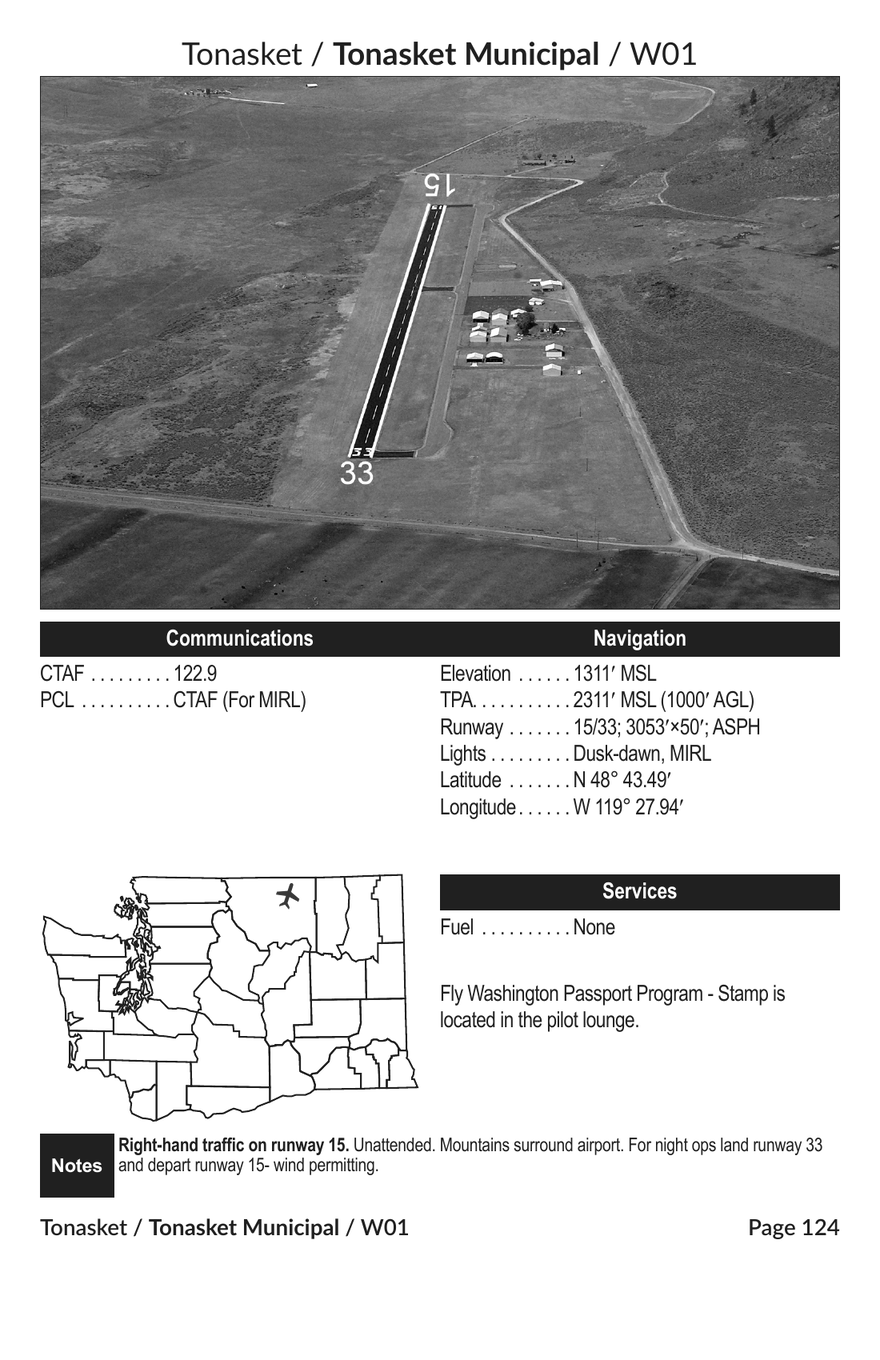 Tonasket / Tonasket Municipal / W01
15
33
33
Communications
CTAF . . . . . . . . . 122.9
PCL . . . . . . . . . . CTAF (For MIRL)
Navigation
Elevation . . . . . . 1311′ MSL
TPA. . . . . . . . . . . 2311′ MSL (1000′ AGL)
Runway . . . . . . . 15/33; 3053′×50′; ASPH
Lights . . . . . . . . . Dusk-dawn, MIRL
Latitude . . . . . . . N 48° 43.49′
Longitude . . . . . . W 119° 27.94′
Services
Fuel . . . . . . . . . . None
Fly Washington Passport Program - Stamp is
located in the pilot lounge.
Notes
Right-hand traffic on runway 15. Unattended. Mountains surround airport. For night ops land runway 33
and depart runway 15- wind permitting.
Tonasket / Tonasket Municipal / W01
Page 124